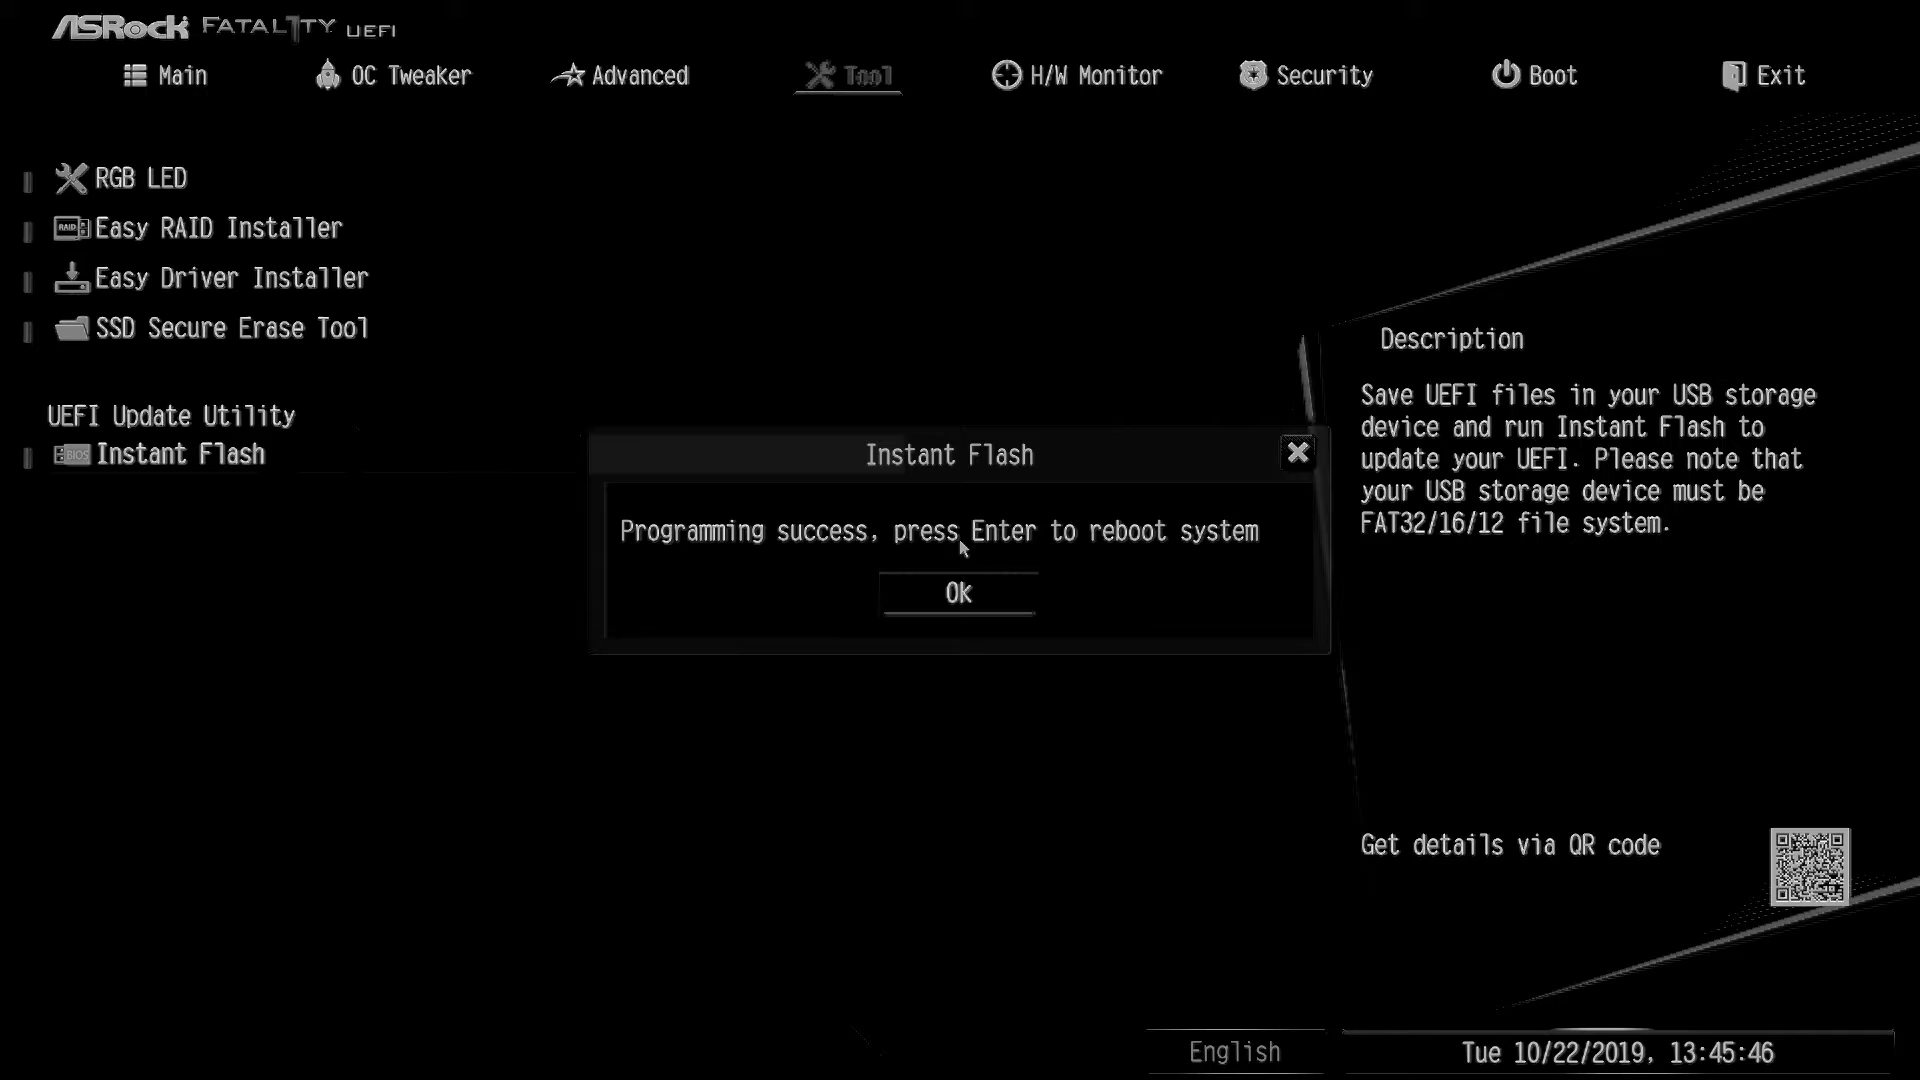 ASRock FATAL1TY UEFI
Main
OC Tweaker
Advanced
Tool
H/W Monitor
Security
Boot
Exit
RGB LED
RAID Easy RAID Installer
Easy Driver Installer
SSD Secure Erase Tool
UEFI Update Utility
BIOS Instant Flash
Instant Flash
Programming success, press Enter to reboot system
Ok
Description
Save UEFI files in your USB storage
device and run Instant Flash to
update your UEFI. Please note that
your USB storage device must be
FAT32/16/12 file system.
Get details via QR code
English
Tue 10/22/2019, 13:45:46